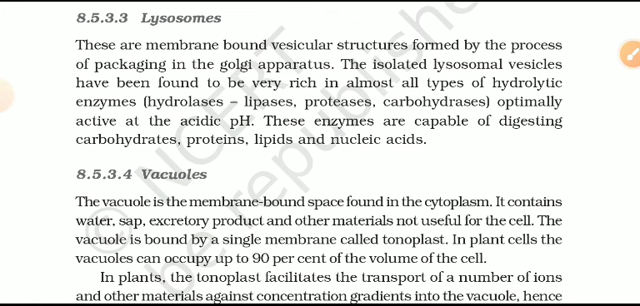 8.5.3.3 Lysosomes
These are membrane bound vesicular structures formed by the process
of packaging in the golgi apparatus. The isolated lysosomal vesicles
have been found to be very rich in almost all types of hydrolytic
enzymes (hydrolases – lipases, proteases, carbohydrases) optimally
active at the acidic pH. These enzymes are capable of digesting
carbohydrates, proteins, lipids and nucleic acids.
8.5.3.4 Vacuoles
The vacuole is the membrane-bound space found in the cytoplasm. It contains
water, sap, excretory product and other materials not useful for the cell. The
vacuole is bound by a single membrane called tonoplast. In plant cells the
vacuoles can occupy up to 90 per cent of the volume of the cell.
In plants, the tonoplast facilitates the transport of a number of ions
and other materials against concentration gradients into the vacuole, hence
© NCERT
be republished